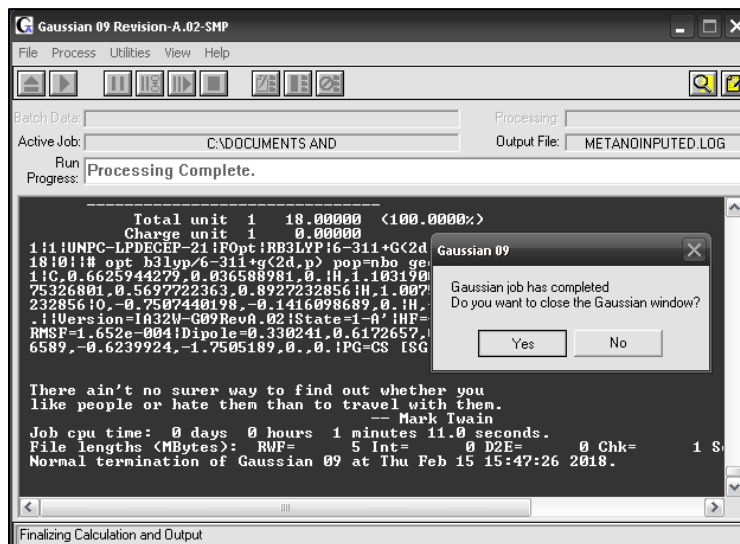 Gaussian 09 Revision-A.02-SMP
File Process Utilities View Help
Batch Data:
Processing:
Active Job: C:\DOCUMENTS AND
Output File: METANOINPUTED.LOG
Run Progress: Processing Complete.
Total unit 1 18.00000 (100.0000%)
Charge unit 1 0.00000
1|1|UNPC-LPDECEP-21|FOpt|RB3LYP|6-311+G(2d
18|0||# opt b3lyp/6-311+g(2d,p) pop=nbo ge
1|C,0.6625944279,0.036588981,0.|H,1.103190
75326801,0.5697722363,0.8927232856|H,1.007
232856|O,-0.7507440198,-0.1416098689,0.|H,
.||Version=IA32W-G09RevA.02|State=1-A'|HF=
RMSF=1.652e-004|Dipole=0.330241,0.6172657,
6589,-0.6239924,-1.7505189,0.,0.|PG=CS [SG
Gaussian 09
Gaussian job has completed
Do you want to close the Gaussian window?
Yes
No
There ain't no surer way to find out whether you
like people or hate them than to travel with them.
-- Mark Twain
Job cpu time: 0 days 0 hours 1 minutes 11.0 seconds.
File lengths (MBytes): RWF= 5 Int= 0 D2E= 0 Chk= 1
Normal termination of Gaussian 09 at Thu Feb 15 15:47:26 2018.
Finalizing Calculation and Output